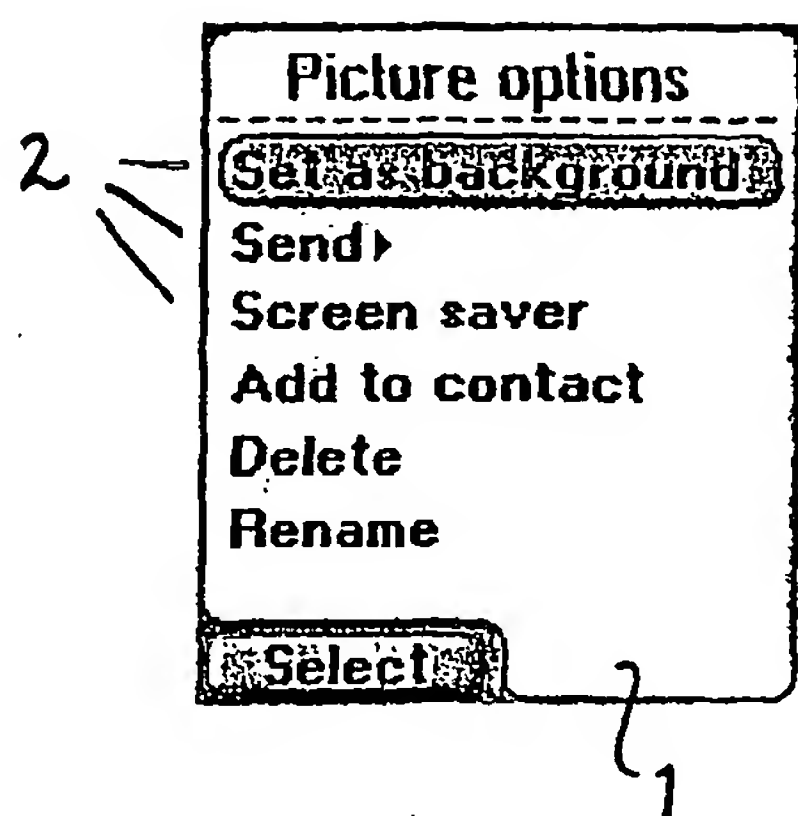 Picture options
2
Set as background
Send
Screen saver
Add to contact
Delete
Rename
Select
1